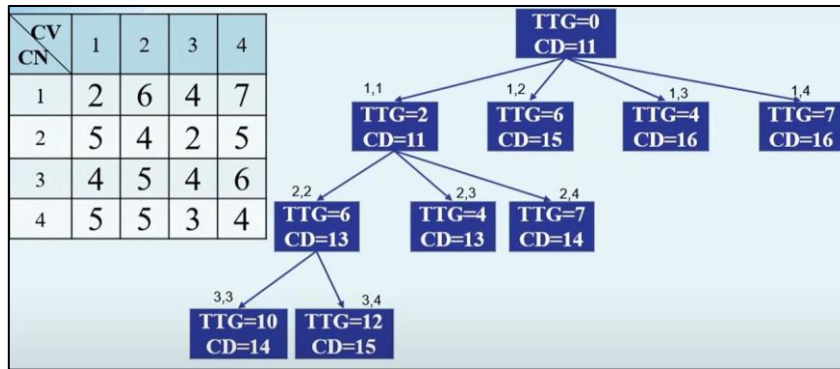 CV
CN
1 2 3 4
1 2 6 4 7
2 5 4 2 5
3 4 5 4 6
4 5 5 3 4
TTG=0
CD=11
1,1
1,2
1,3
1,4
TTG=2
CD=11
TTG=6
CD=15
TTG=4
CD=16
TTG=7
CD=16
2,2
2,3
2,4
TTG=6
CD=13
TTG=4
CD=13
TTG=7
CD=14
3,3
3,4
TTG=10
CD=14
TTG=12
CD=15